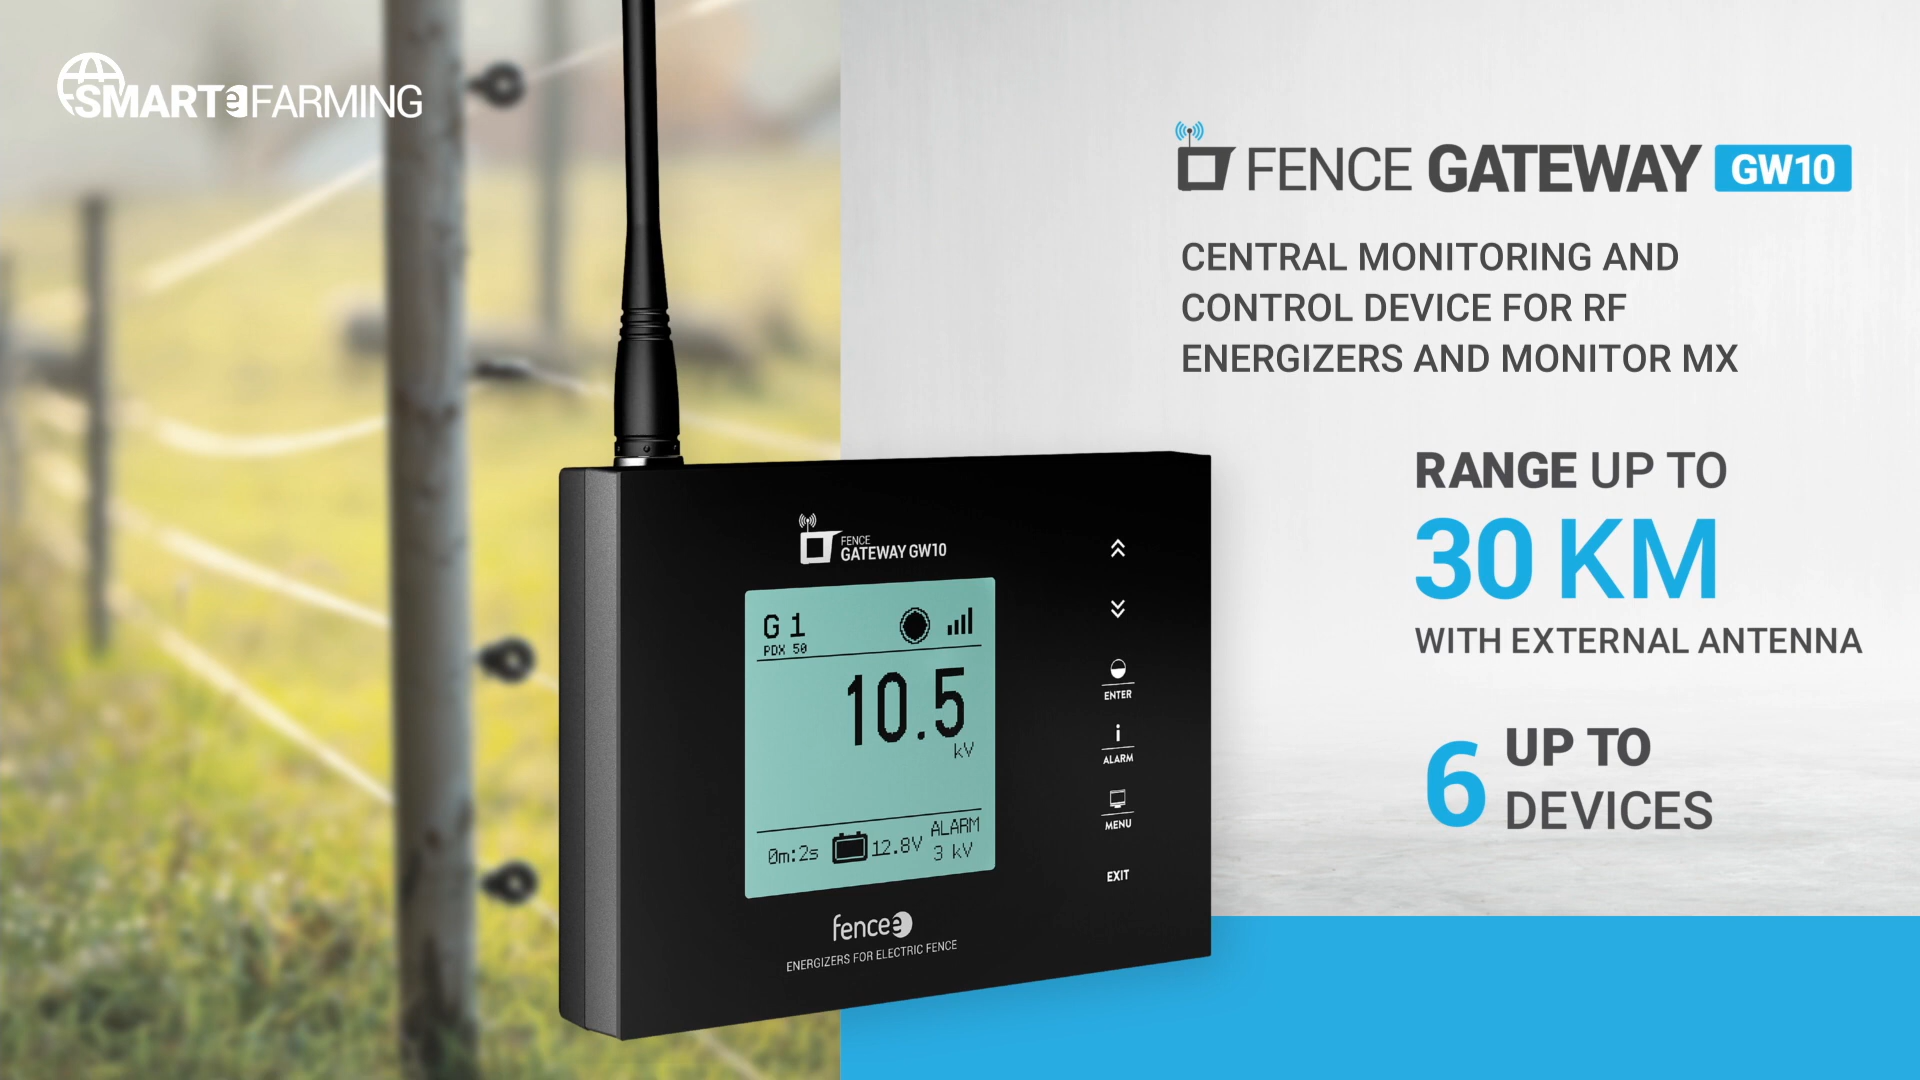 SMARTeFARMING
FENCE GATEWAY GW10
CENTRAL MONITORING AND
CONTROL DEVICE FOR RF
ENERGIZERS AND MONITOR MX
RANGE UP TO
30 KM
WITH EXTERNAL ANTENNA
6 UP TO
DEVICES
FENCE
GATEWAY GW10
G 1
PDX 50
10.5
kV
0m:2s 12.8V ALARM
3 kV
ENTER
i
ALARM
MENU
EXIT
fencee
ENERGIZERS FOR ELECTRIC FENCE